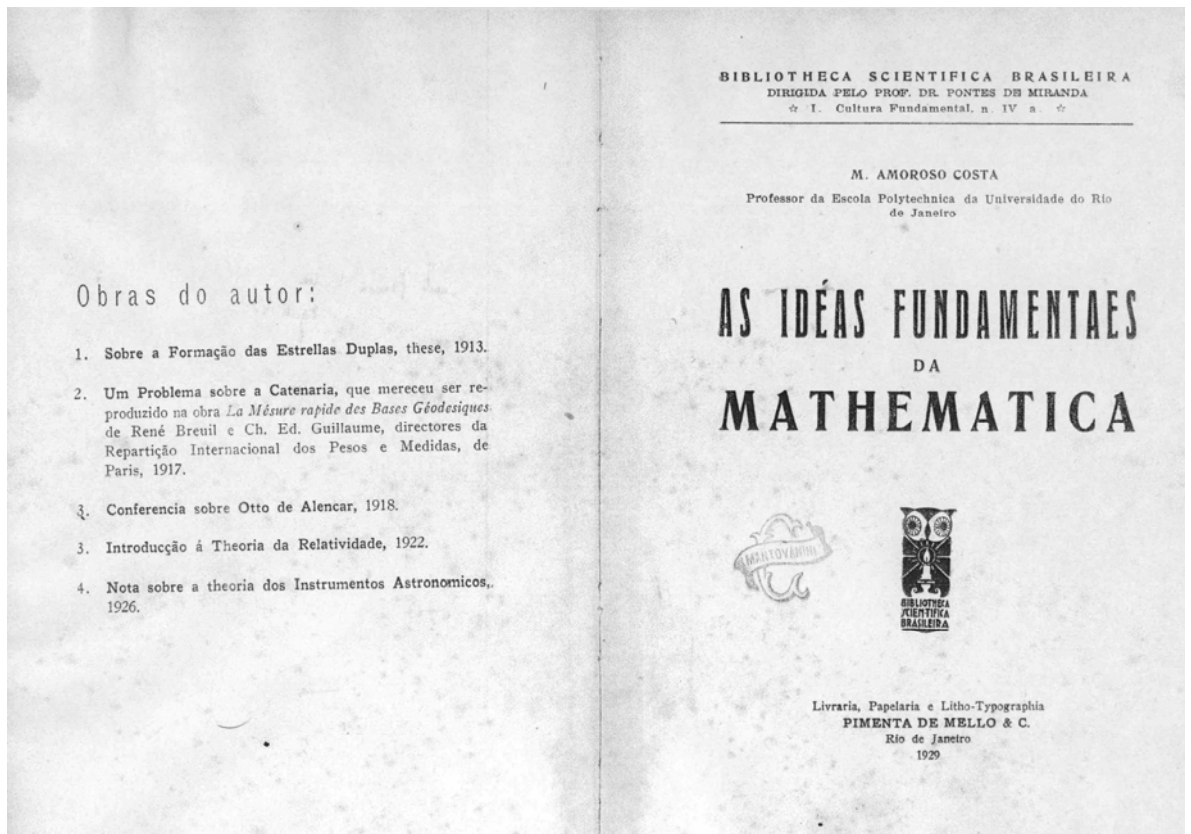 Obras do autor:
1. Sobre a Formação das Estrellas Duplas, these, 1913.
2. Um Problema sobre a Catenaria, que mereceu ser re-
produzido na obra La Mésure rapide des Bases Géodesiques
de René Breuil e Ch. Ed. Guillaume, directores da
Repartição Internacional dos Pesos e Medidas, de
Paris, 1917.
3. Conferencia sobre Otto de Alencar, 1918.
3. Introducção á Theoria da Relatividade, 1922.
4. Nota sobre a theoria dos Instrumentos Astronomicos,
1926.
BIBLIOTHECA SCIENTIFICA BRASILEIRA
DIRIGIDA PELO PROF. DR. PONTES DE MIRANDA
☆ I. Cultura Fundamental, n. IV a. ☆
M. AMOROSO COSTA
Professor da Escola Polytechnica da Universidade do Rio
de Janeiro
AS IDÉAS FUNDAMENTAES
DA
MATHEMATICA
MANTOVANINI
BIBLIOTHECA
SCIENTIFICA
BRASILEIRA
Livraria, Papelaria e Litho-Typographia
PIMENTA DE MELLO & C.
Rio de Janeiro
1929